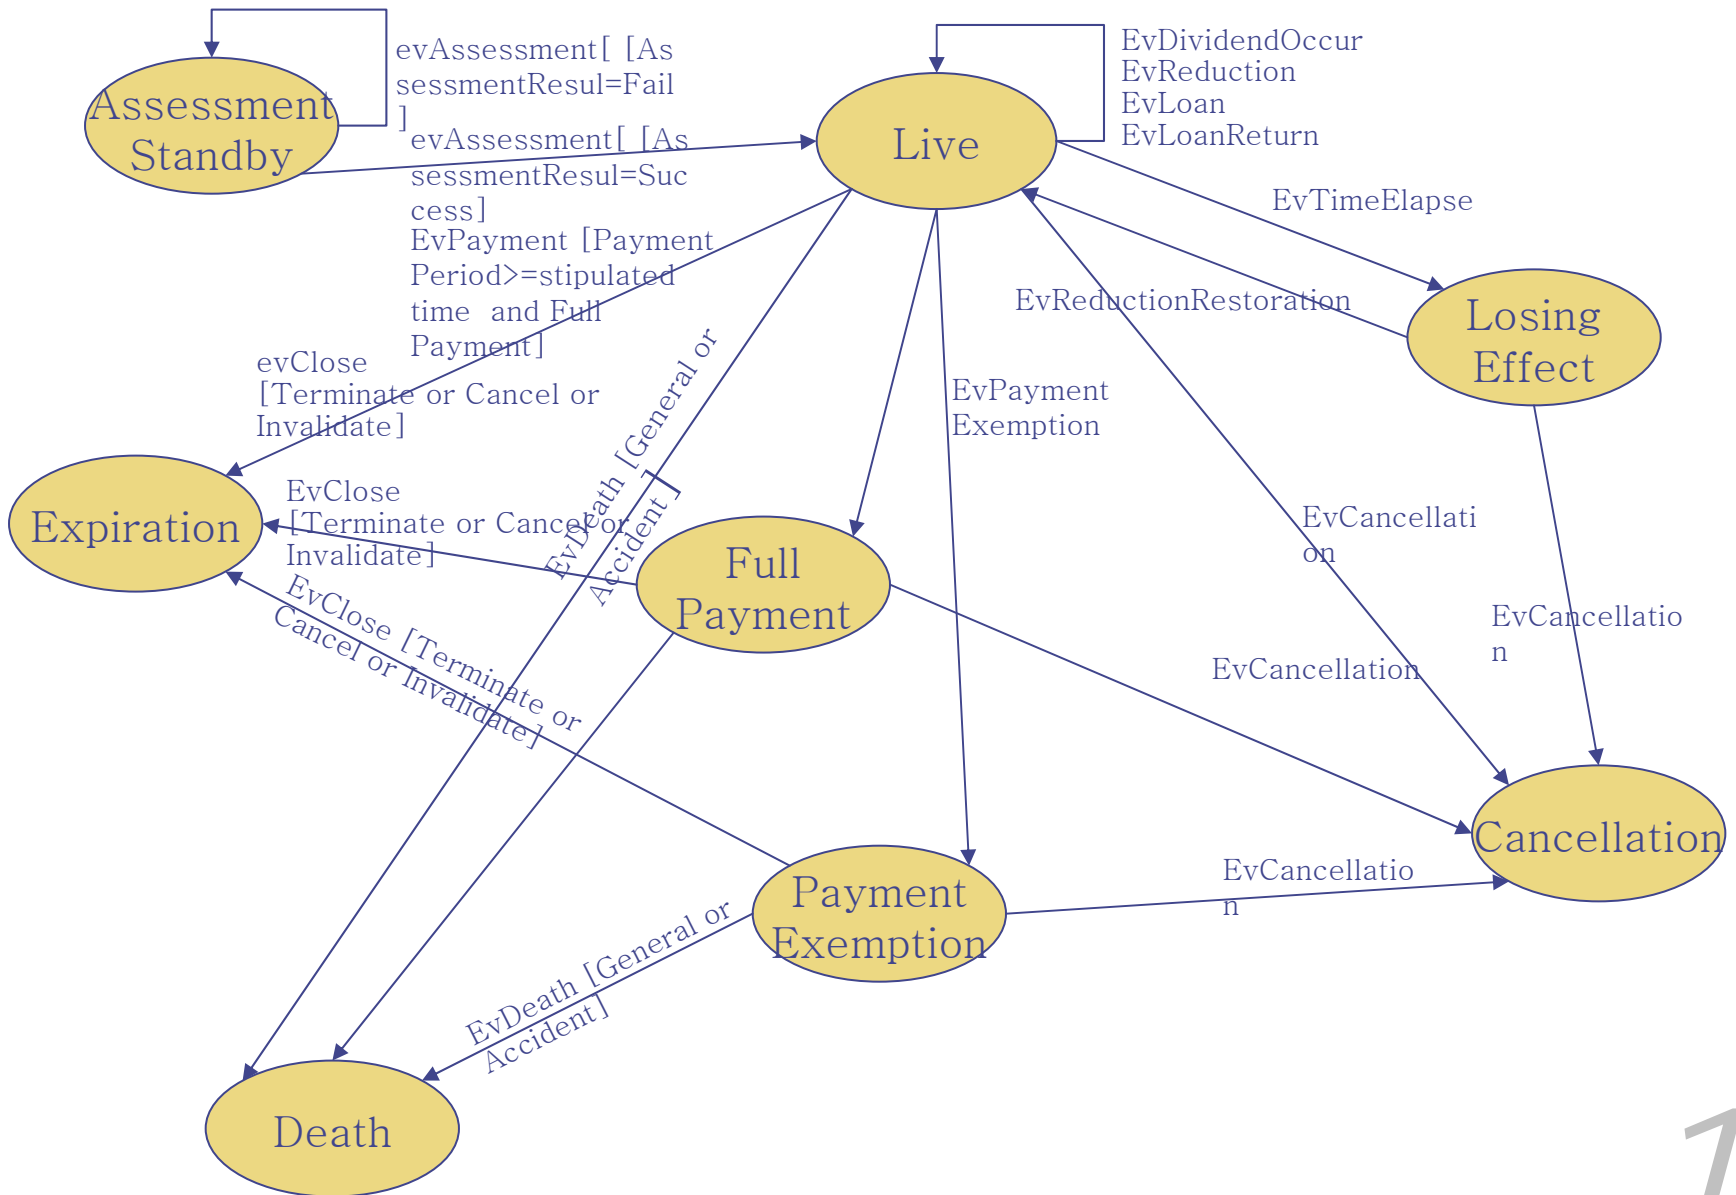 evAssessment[ [As
sessmentResul=Fail
]
Assessment
Standby
evAssessment[ [As
sessmentResul=Suc
cess]
Live
EvDividendOccur
EvReduction
EvLoan
EvLoanReturn
EvTimeElapse
EvPayment [Payment
Period>=stipulated
time and Full
Payment]
EvReductionRestoration
Losing
Effect
evClose
[Terminate or Cancel or
Invalidate]
EvPayment
Exemption
EvDeath [General or
Accident ]
Expiration
EvClose
[Terminate or Cancel or
Invalidate]
Full
Payment
EvCancellati
on
EvClose [Terminate or
Cancel or Invalidate]
EvCancellation
EvCancellatio
n
Cancellation
Payment
Exemption
EvCancellatio
n
EvDeath [General or
Accident]
Death
1